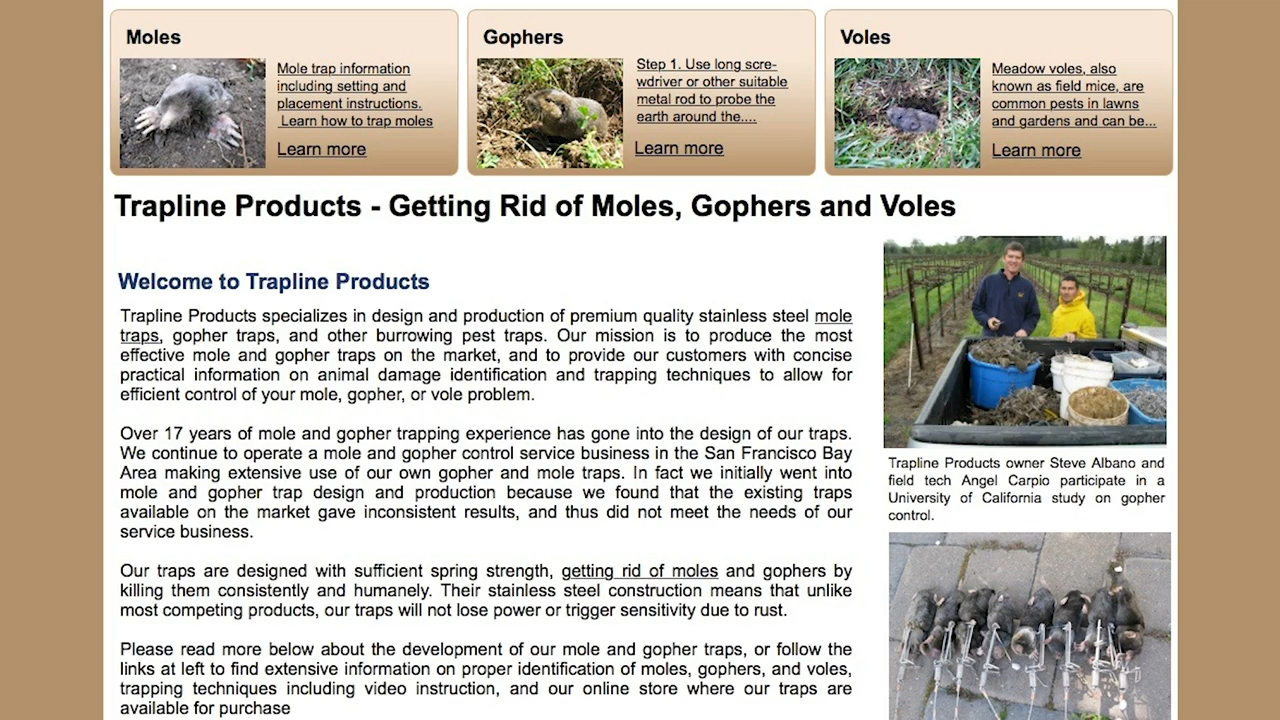 Moles
Mole trap information
including setting and
placement instructions.
Learn how to trap moles
Learn more
Gophers
Step 1. Use long scre-
wdriver or other suitable
metal rod to probe the
earth around the....
Learn more
Voles
Meadow voles, also
known as field mice, are
common pests in lawns
and gardens and can be...
Learn more
Trapline Products - Getting Rid of Moles, Gophers and Voles
Welcome to Trapline Products
Trapline Products specializes in design and production of premium quality stainless steel mole
traps, gopher traps, and other burrowing pest traps. Our mission is to produce the most
effective mole and gopher traps on the market, and to provide our customers with concise
practical information on animal damage identification and trapping techniques to allow for
efficient control of your mole, gopher, or vole problem.
Over 17 years of mole and gopher trapping experience has gone into the design of our traps.
We continue to operate a mole and gopher control service business in the San Francisco Bay
Area making extensive use of our own gopher and mole traps. In fact we initially went into
mole and gopher trap design and production because we found that the existing traps
available on the market gave inconsistent results, and thus did not meet the needs of our
service business.
Our traps are designed with sufficient spring strength, getting rid of moles and gophers by
killing them consistently and humanely. Their stainless steel construction means that unlike
most competing products, our traps will not lose power or trigger sensitivity due to rust.
Please read more below about the development of our mole and gopher traps, or follow the
links at left to find extensive information on proper identification of moles, gophers, and voles,
trapping techniques including video instruction, and our online store where our traps are
available for purchase
Trapline Products owner Steve Albano and
field tech Angel Carpio participate in a
University of California study on gopher
control.